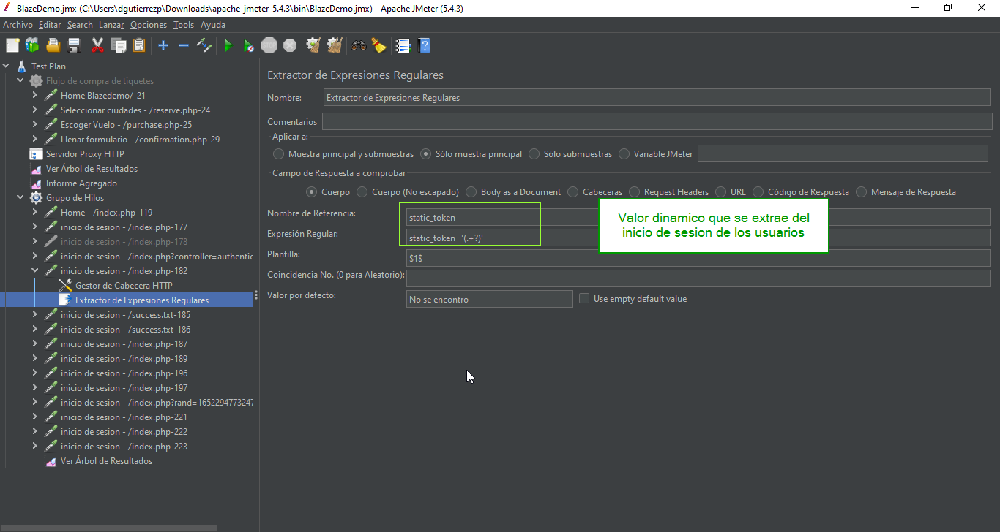 BlazeDemo.jmx (C:\Users\dgutierrezp\Downloads\apache-jmeter-5.4.3\bin\BlazeDemo.jmx) - Apache JMeter (5.4.3)
Archivo Editar Search Lanzar Opciones Tools Ayuda
STOP
Test Plan
Flujo de compra de tiquetes
Home Blazedemo/-21
Seleccionar ciudades - /reserve.php-24
Escoger Vuelo - /purchase.php-25
Llenar formulario - /confirmation.php-29
Servidor Proxy HTTP
Ver Árbol de Resultados
Informe Agregado
Grupo de Hilos
Home - /index.php-119
inicio de sesion - /index.php-177
inicio de sesion - /index.php-178
inicio de sesion - /index.php?controller=authentic
inicio de sesion - /index.php-182
Gestor de Cabecera HTTP
Extractor de Expresiones Regulares
inicio de sesion - /success.txt-185
inicio de sesion - /success.txt-186
inicio de sesion - /index.php-187
inicio de sesion - /index.php-189
inicio de sesion - /index.php-196
inicio de sesion - /index.php-197
inicio de sesion - /index.php?rand=1652294773247
inicio de sesion - /index.php-221
inicio de sesion - /index.php-222
inicio de sesion - /index.php-223
Ver Árbol de Resultados
Extractor de Expresiones Regulares
Nombre: Extractor de Expresiones Regulares
Comentarios
Aplicar a:
Muestra principal y submuestras Sólo muestra principal Sólo submuestras Variable JMeter
Campo de Respuesta a comprobar
Cuerpo Cuerpo (No escapado) Body as a Document Cabeceras Request Headers URL Código de Respuesta Mensaje de Respuesta
Nombre de Referencia: static_token
Expresión Regular: static_token='(.+?)'
Plantilla: $1$
Coincidencia No. (0 para Aleatorio):
Valor por defecto: No se encontro Use empty default value
Valor dinamico que se extrae del
inicio de sesion de los usuarios